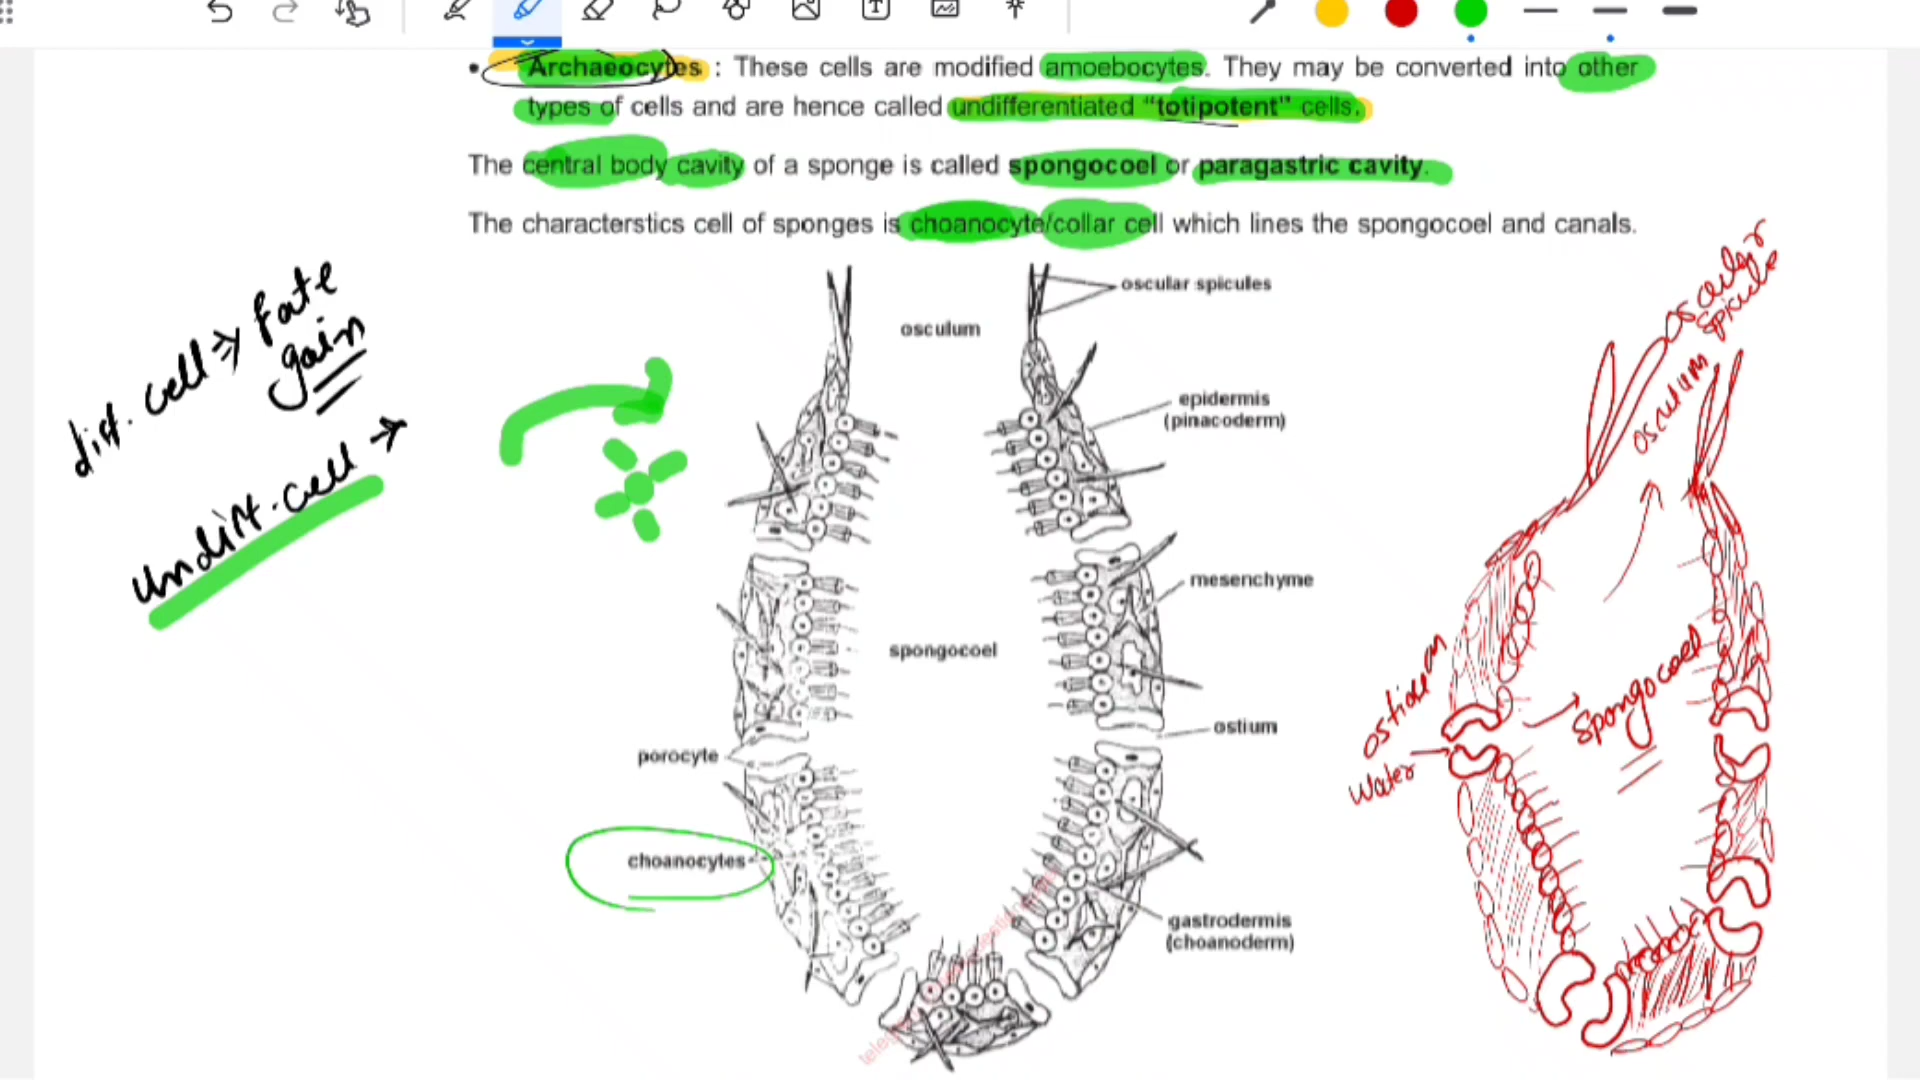 • Archaeocytes : These cells are modified amoebocytes. They may be converted into other
types of cells and are hence called undifferentiated “totipotent” cells.
The central body cavity of a sponge is called spongocoel or paragastric cavity.
The characterstics cell of sponges is choanocyte/collar cell which lines the spongocoel and canals.
diff. cell => fate
gain
undiff. cell →
oscular spicules
osculum
epidermis
(pinacoderm)
mesenchyme
spongocoel
ostium
porocyte
choanocytes
gastrodermis
(choanoderm)
oscular
spicule
osculum
ostium
water
spongocoel